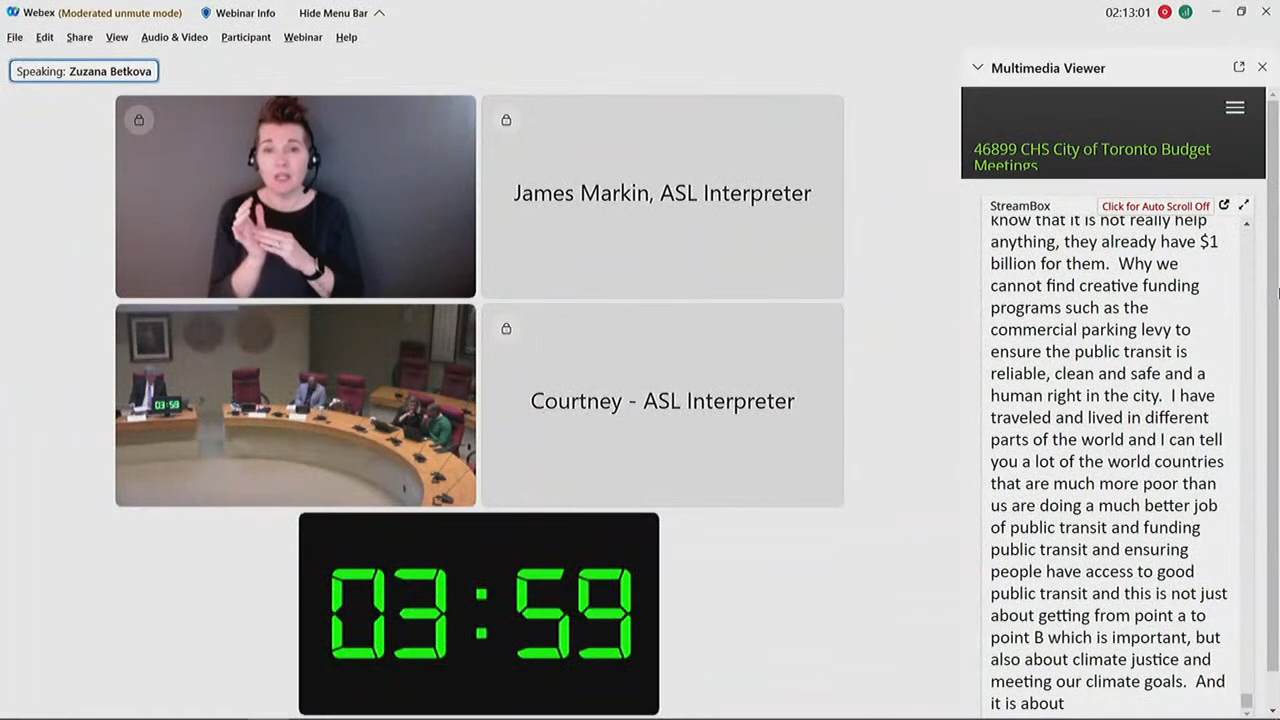 Webex (Moderated unmute mode) Webinar Info Hide Menu Bar 02:13:01
File Edit Share View Audio & Video Participant Webinar Help
Speaking: Zuzana Betkova
James Markin, ASL Interpreter
03:59
Courtney - ASL Interpreter
03:59
Multimedia Viewer
46899 CHS City of Toronto Budget
Meetings
StreamBox Click for Auto Scroll Off
know that it is not really help
anything, they already have $1
billion for them. Why we
cannot find creative funding
programs such as the
commercial parking levy to
ensure the public transit is
reliable, clean and safe and a
human right in the city. I have
traveled and lived in different
parts of the world and I can tell
you a lot of the world countries
that are much more poor than
us are doing a much better job
of public transit and funding
public transit and ensuring
people have access to good
public transit and this is not just
about getting from point a to
point B which is important, but
also about climate justice and
meeting our climate goals. And
it is about